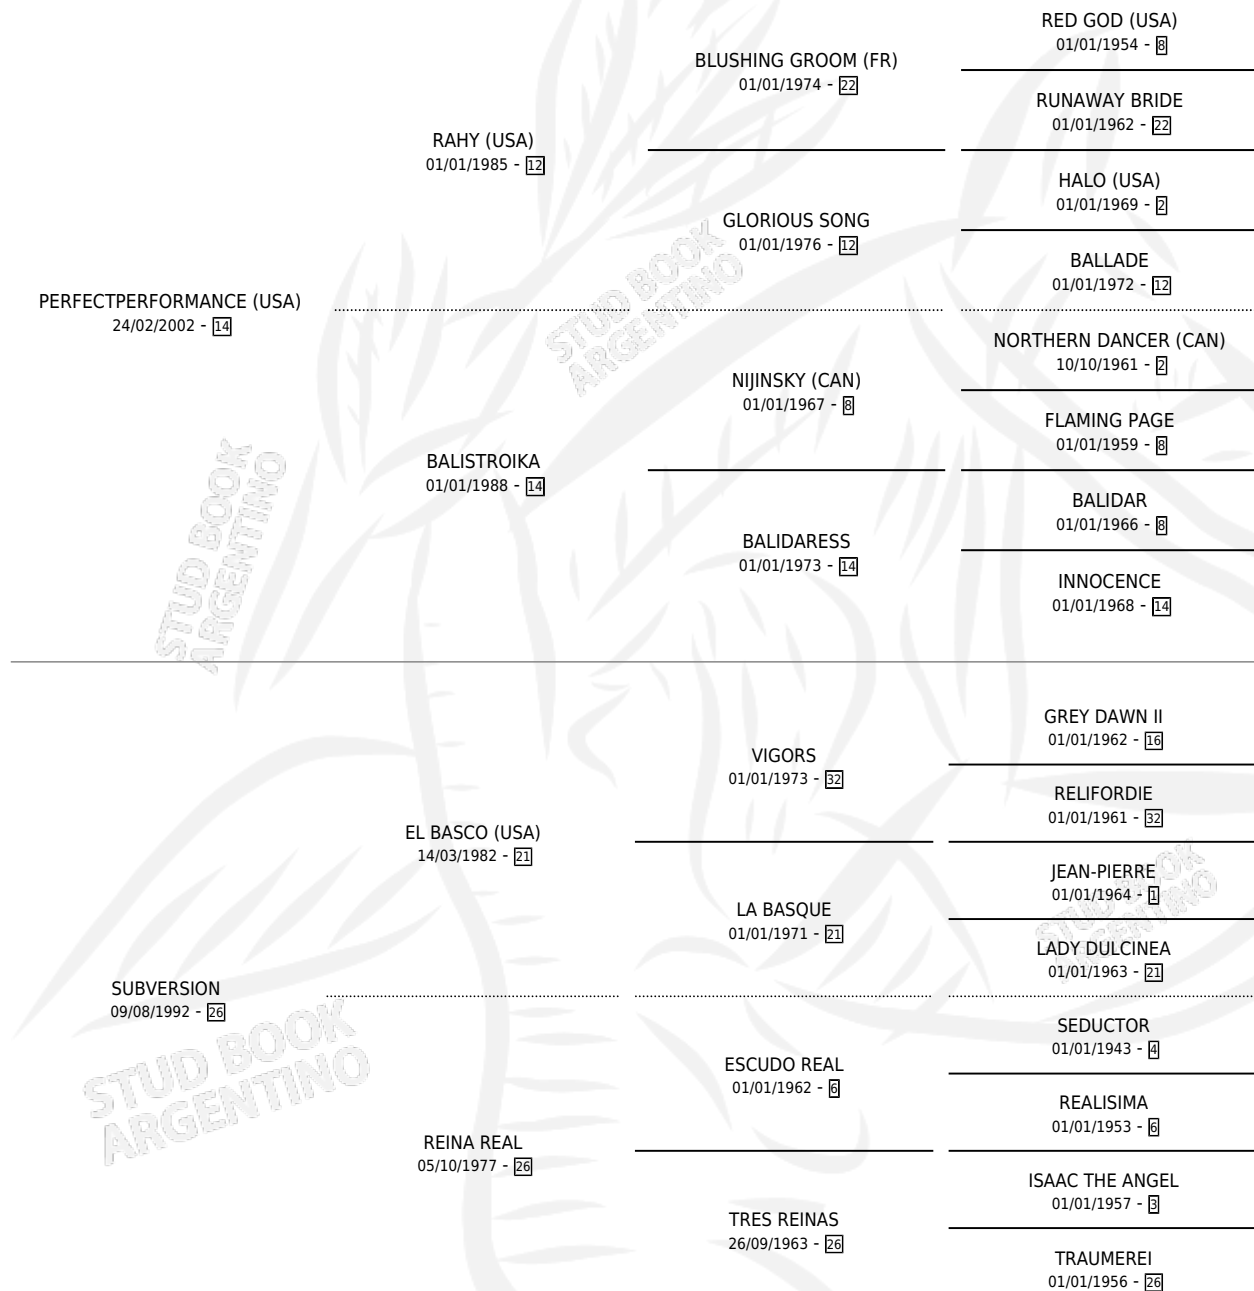 RED GOD (USA)
01/01/1954 - 8
BLUSHING GROOM (FR)
01/01/1974 - 22
RUNAWAY BRIDE
01/01/1962 - 22
RAHY (USA)
01/01/1985 - 12
HALO (USA)
01/01/1969 - 2
GLORIOUS SONG
01/01/1976 - 12
BALLADE
01/01/1972 - 12
PERFECTPERFORMANCE (USA)
24/02/2002 - 14
NORTHERN DANCER (CAN)
10/10/1961 - 2
NIJINSKY (CAN)
01/01/1967 - 8
FLAMING PAGE
01/01/1959 - 8
BALISTROIKA
01/01/1988 - 14
BALIDAR
01/01/1966 - 8
BALIDARESS
01/01/1973 - 14
INNOCENCE
01/01/1968 - 14
GREY DAWN II
01/01/1962 - 16
VIGORS
01/01/1973 - 32
RELIFORDIE
01/01/1961 - 32
EL BASCO (USA)
14/03/1982 - 21
JEAN-PIERRE
01/01/1964 - 1
LA BASQUE
01/01/1971 - 21
LADY DULCINEA
01/01/1963 - 21
SUBVERSION
09/08/1992 - 26
SEDUCTOR
01/01/1943 - 4
ESCUDO REAL
01/01/1962 - 6
REALISIMA
01/01/1953 - 6
REINA REAL
05/10/1977 - 26
ISAAC THE ANGEL
01/01/1957 - 3
TRES REINAS
26/09/1963 - 26
TRAUMEREI
01/01/1956 - 26
STUD BOOK
ARGENTINO
STUD BOOK
ARGENTINO
STUD BOOK
ARGENTINO
STUD BOOK
ARGENTINO